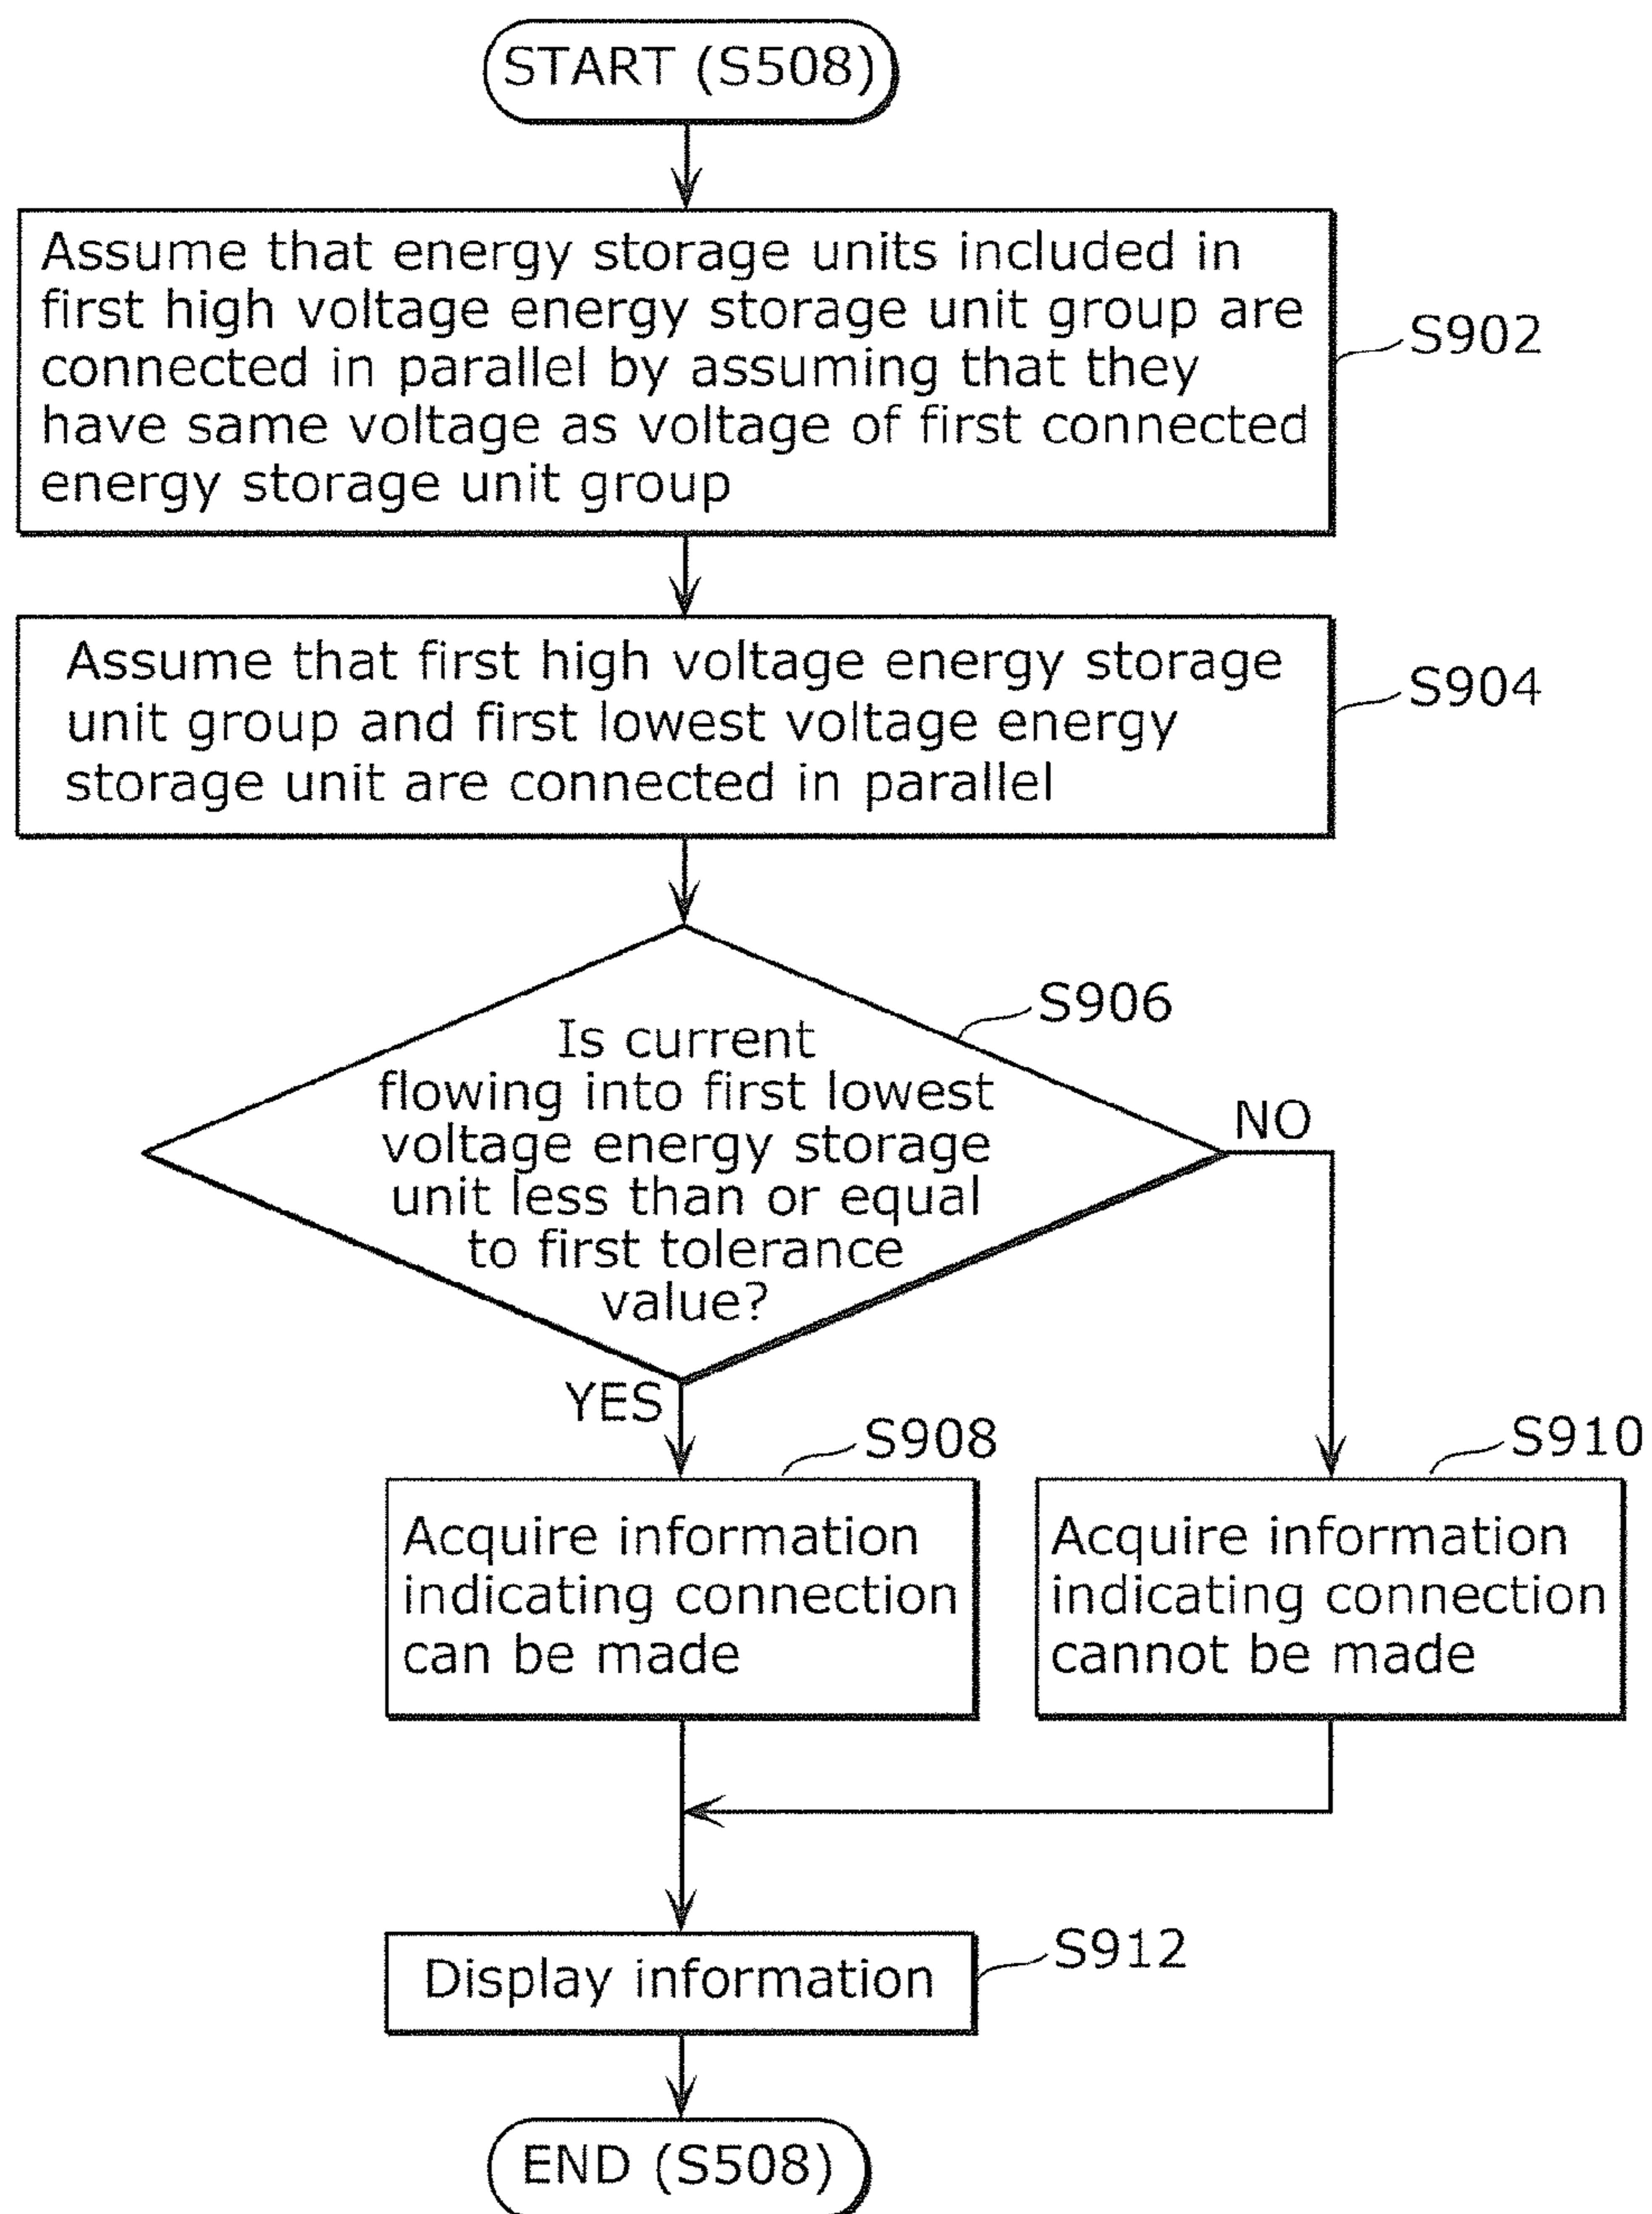 START (S508)
Assume that energy storage units included in
first high voltage energy storage unit group are
connected in parallel by assuming that they
have same voltage as voltage of first connected
energy storage unit group
S902
Assume that first high voltage energy storage
unit group and first lowest voltage energy
storage unit are connected in parallel
S904
Is current
flowing into first lowest
voltage energy storage
unit less than or equal
to first tolerance
value?
S906
NO
YES
S908
Acquire information
indicating connection
can be made
S910
Acquire information
indicating connection
cannot be made
Display information
S912
END (S508)